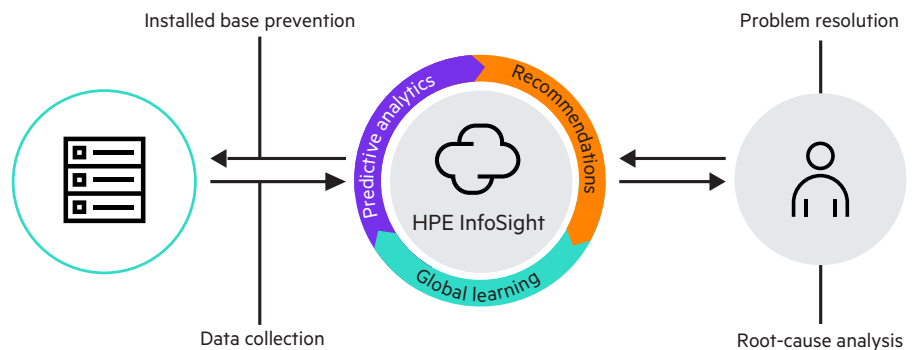 Installed base prevention
Problem resolution
Predictive analytics
Recommendations
HPE InfoSight
Global learning
Data collection
Root-cause analysis